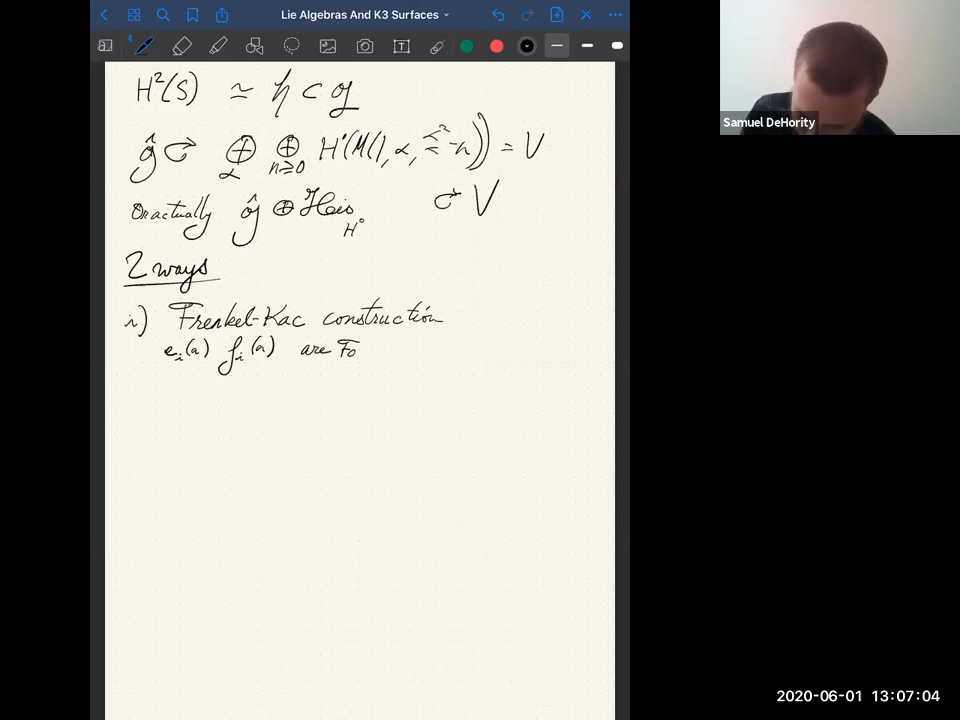 Lie Algebras And K3 Surfaces
H²(S) ≃ 𝔥 ⊂ 𝔤
ĝ ↻ ⊕_α ⊕_{n≥0} H^•(M(1, α, α²/2 - n)) = V
Or actually ĝ ⊕ Heis_{H^0} ↻ V
2 ways
i) Frenkel-Kac construction
e_i(a) f_i(a) are Fo
Samuel DeHority
2020-06-01 13:07:04